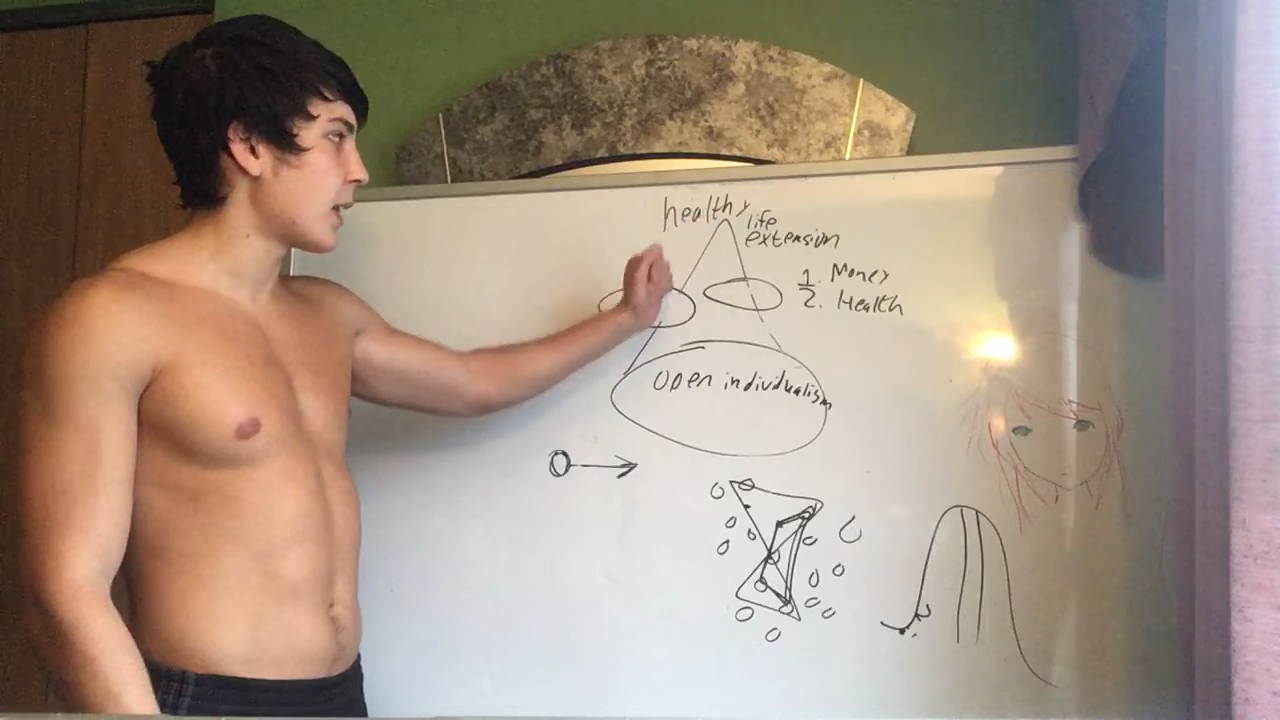 healthy
life
extension
1. Money
2. Health
Open individualism